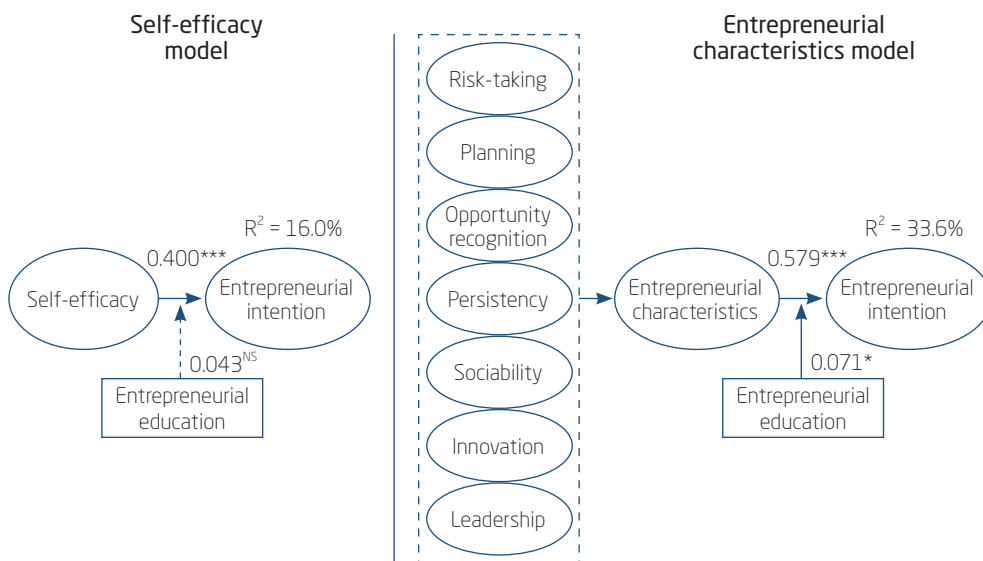 Self-efficacy
model
R² = 16.0%
0.400***
Self-efficacy
Entrepreneurial
intention
0.043NS
Entrepreneurial
education
Risk-taking
Planning
Opportunity
recognition
Persistency
Sociability
Innovation
Leadership
Entrepreneurial
characteristics model
R² = 33.6%
0.579***
Entrepreneurial
characteristics
Entrepreneurial
intention
0.071*
Entrepreneurial
education